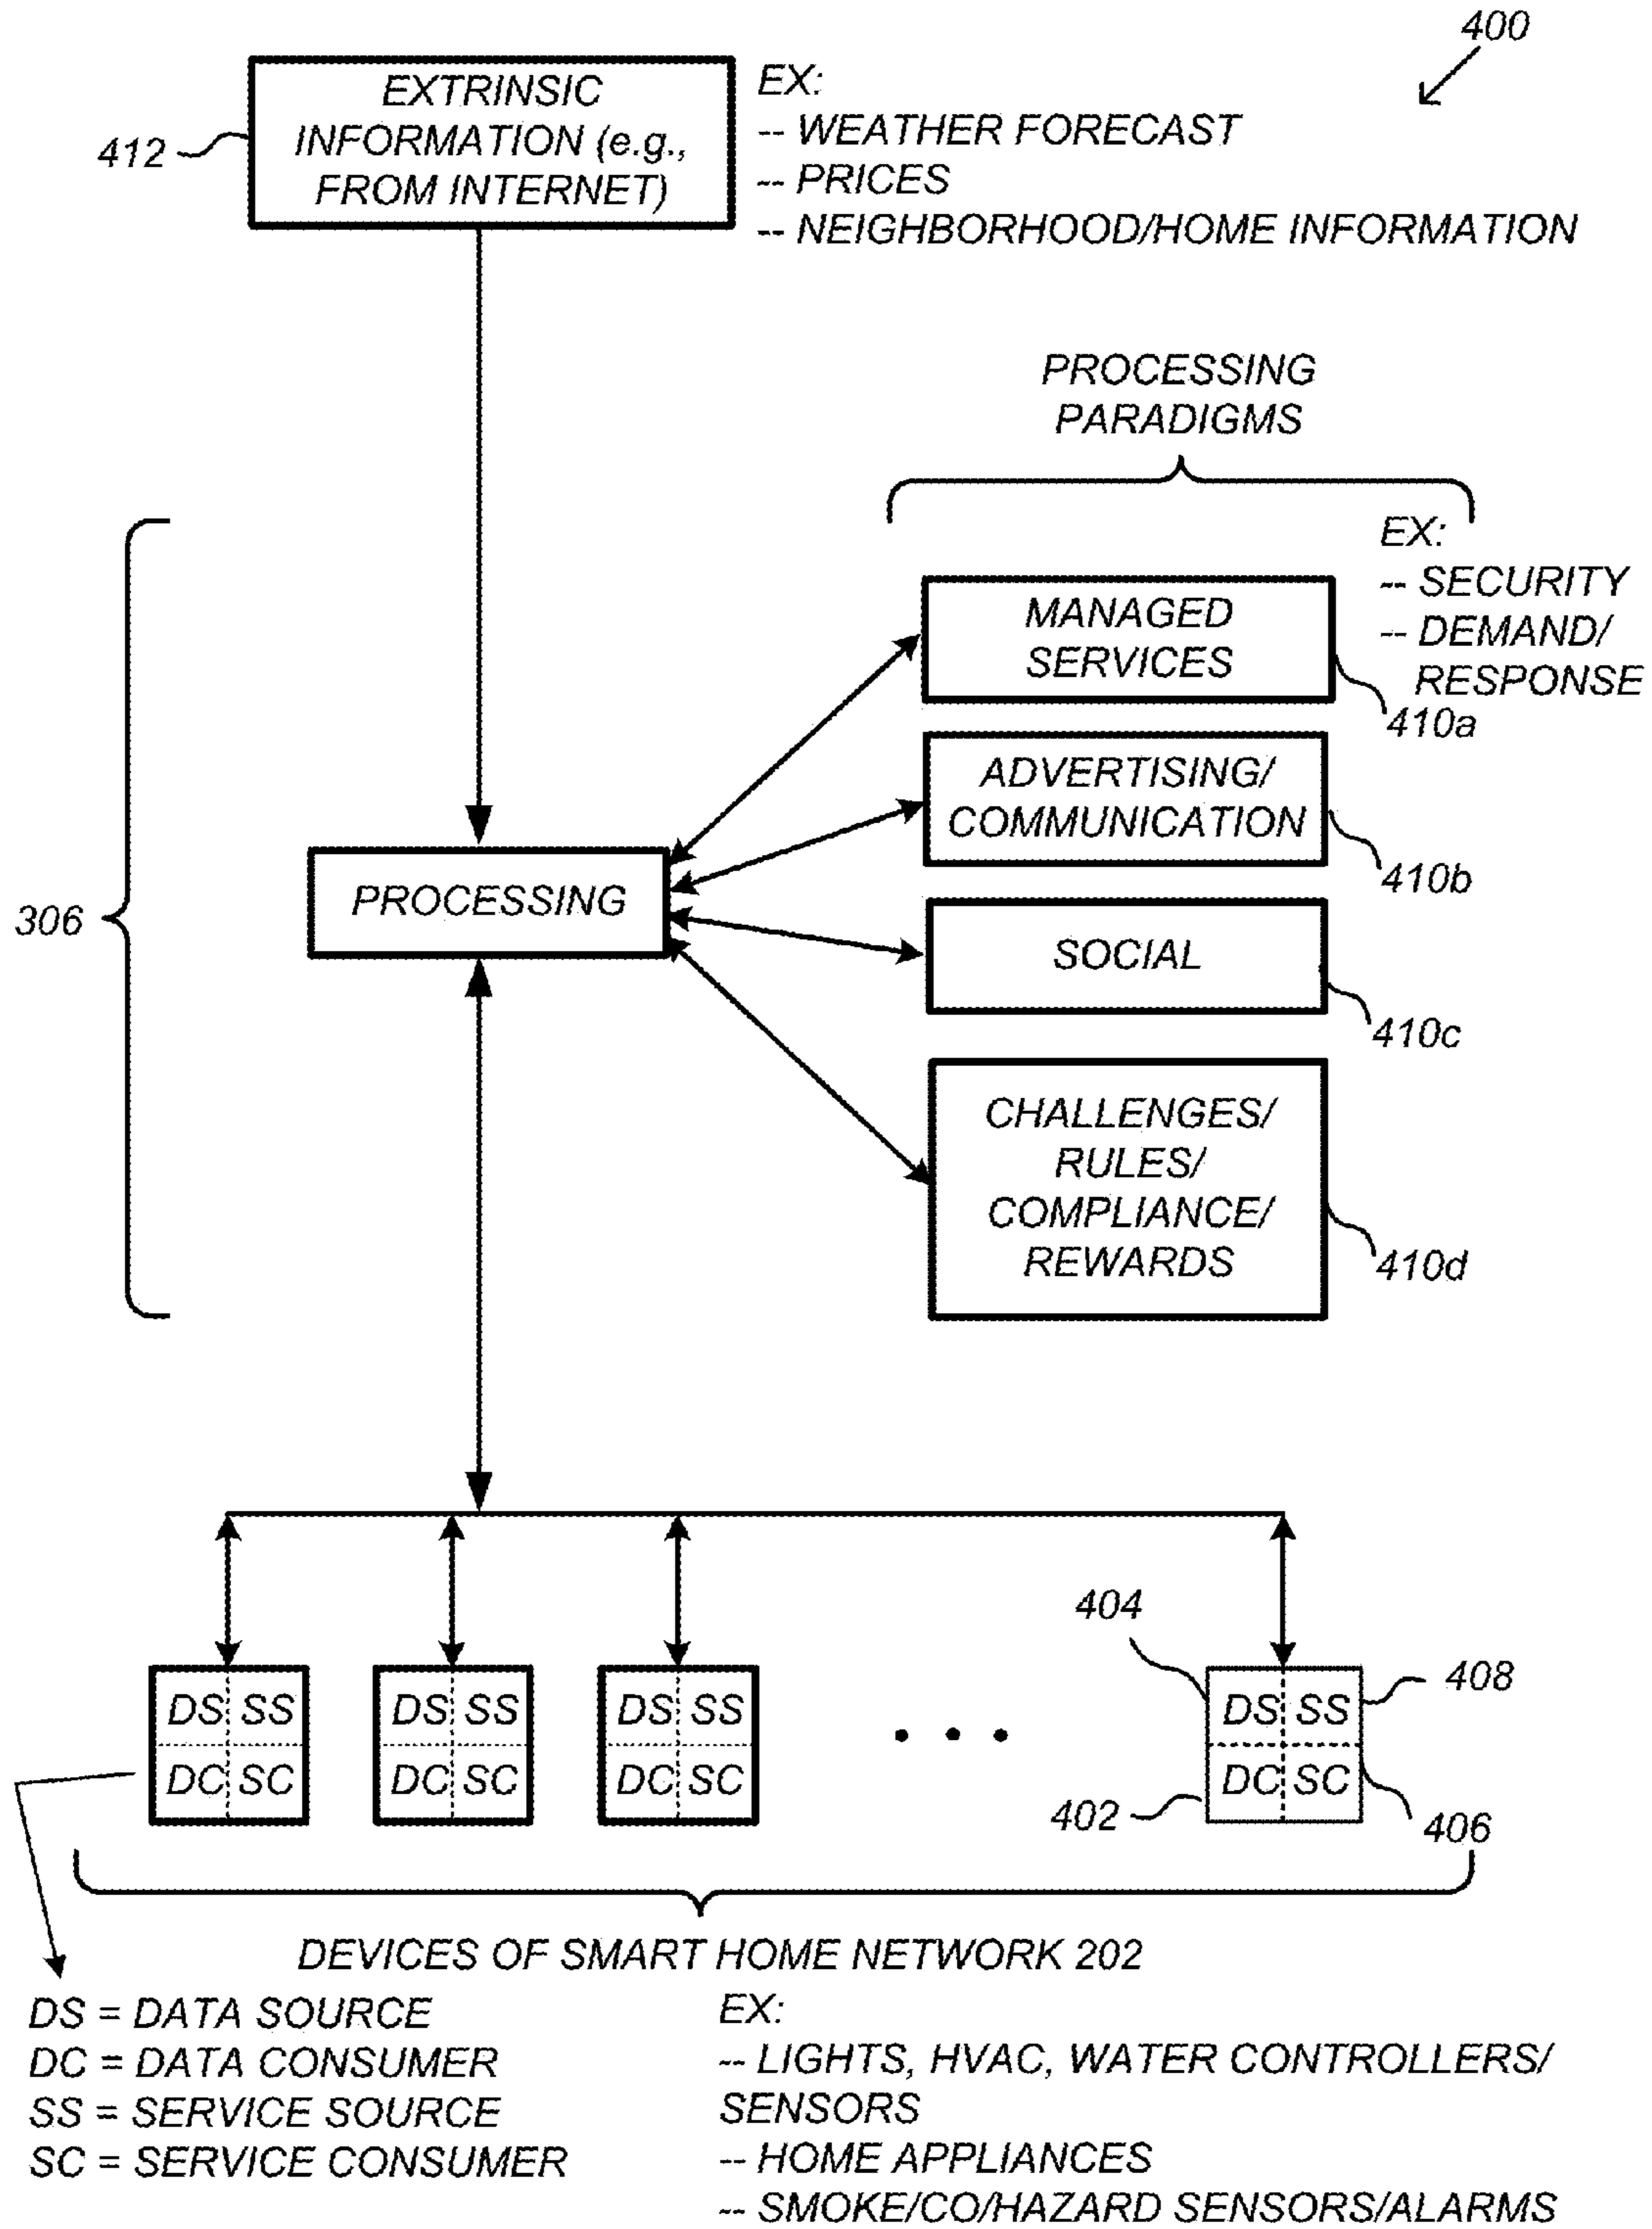 400
EXTRINSIC
INFORMATION (e.g.,
FROM INTERNET)
412
EX:
-- WEATHER FORECAST
-- PRICES
-- NEIGHBORHOOD/HOME INFORMATION
PROCESSING
PARADIGMS
EX:
-- SECURITY
-- DEMAND/
RESPONSE
MANAGED
SERVICES
410a
ADVERTISING/
COMMUNICATION
410b
306
PROCESSING
SOCIAL
410c
CHALLENGES/
RULES/
COMPLIANCE/
REWARDS
410d
404
408
DS SS
DC SC
DS SS
DC SC
DS SS
DC SC
. . .
DS SS
DC SC
402
406
DEVICES OF SMART HOME NETWORK 202
DS = DATA SOURCE
DC = DATA CONSUMER
SS = SERVICE SOURCE
SC = SERVICE CONSUMER
EX:
-- LIGHTS, HVAC, WATER CONTROLLERS/
SENSORS
-- HOME APPLIANCES
-- SMOKE/CO/HAZARD SENSORS/ALARMS